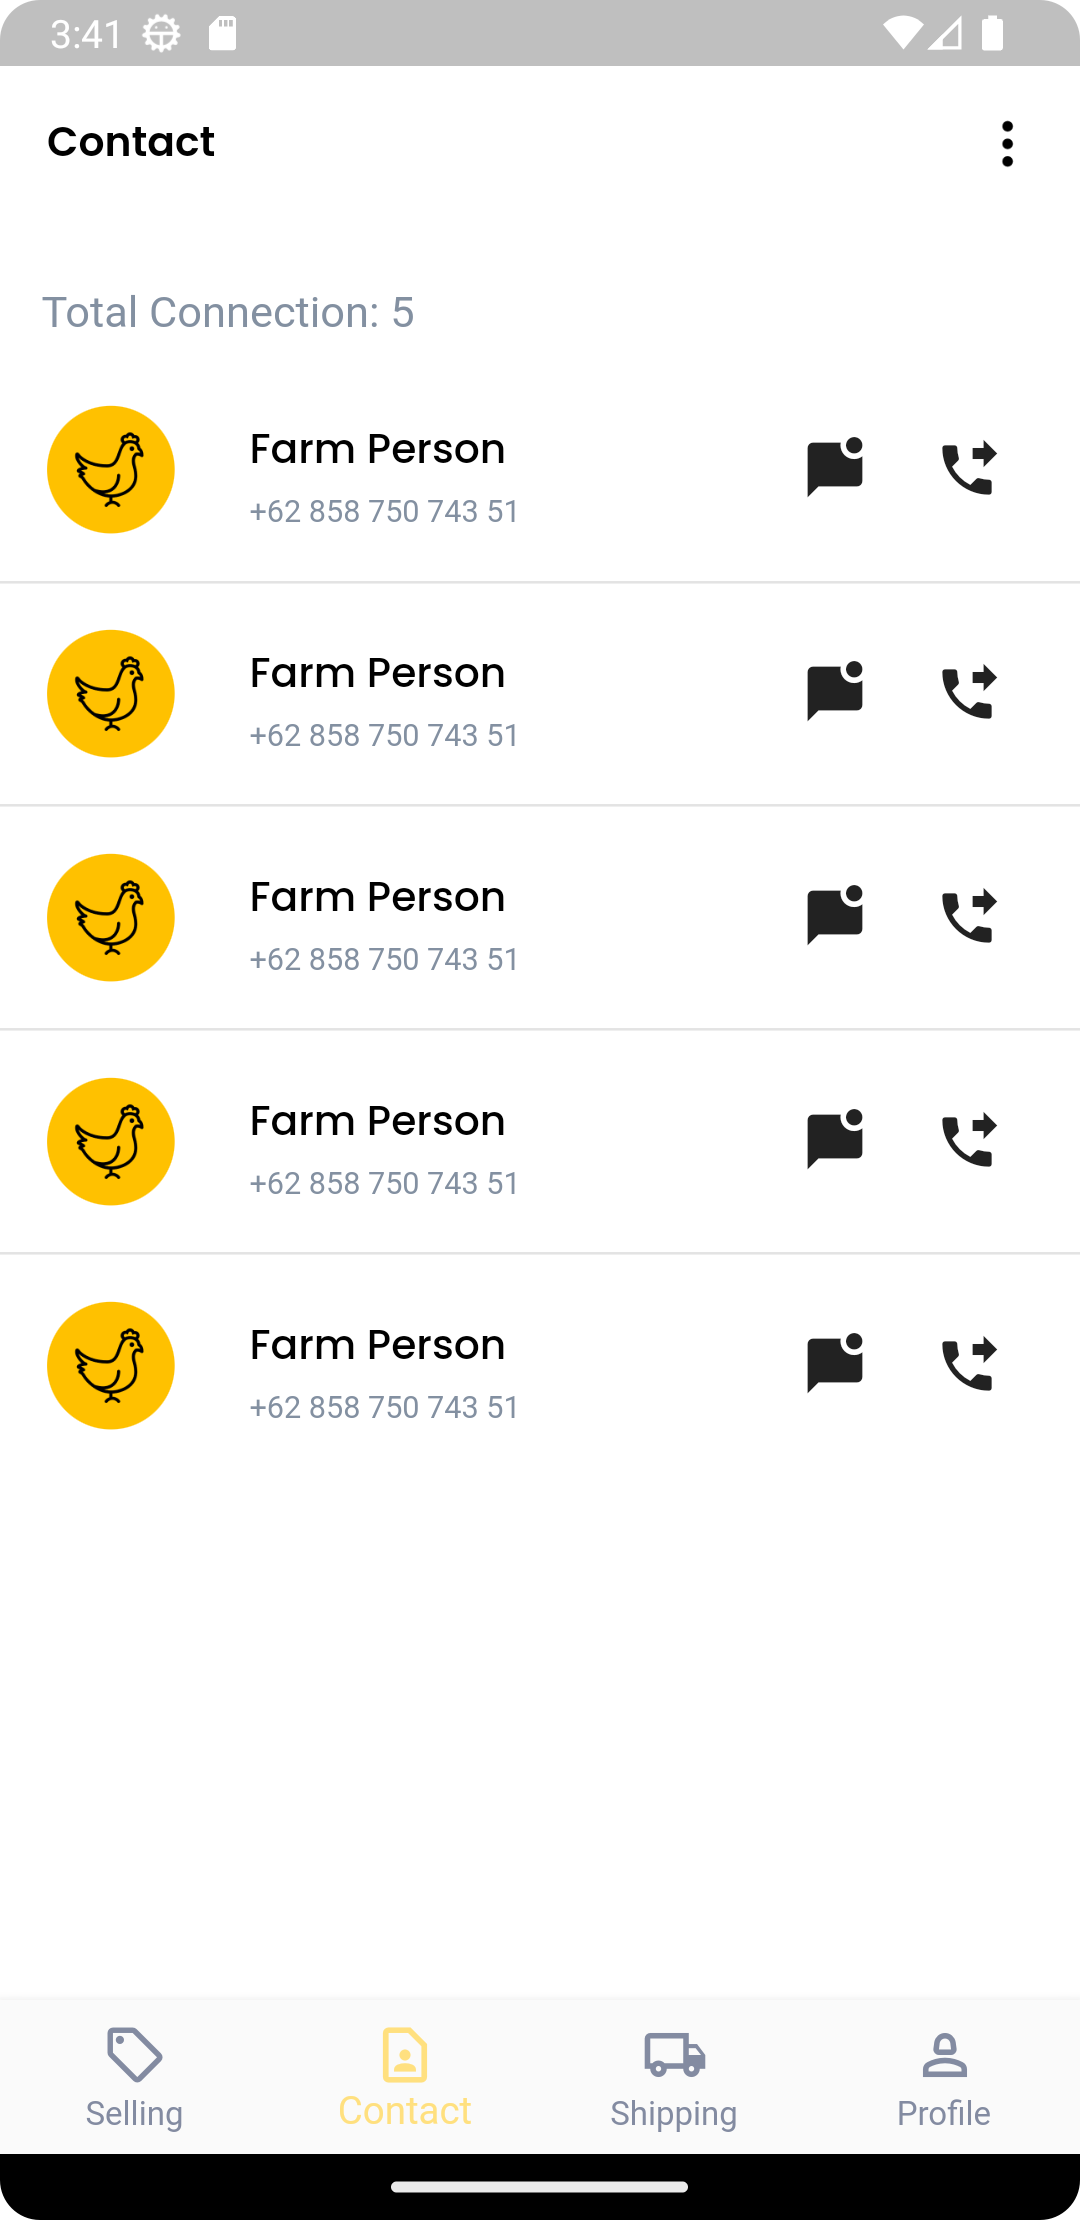 3:41
Contact
Total Connection: 5
Farm Person
+62 858 750 743 51
Farm Person
+62 858 750 743 51
Farm Person
+62 858 750 743 51
Farm Person
+62 858 750 743 51
Farm Person
+62 858 750 743 51
Selling
Contact
Shipping
Profile